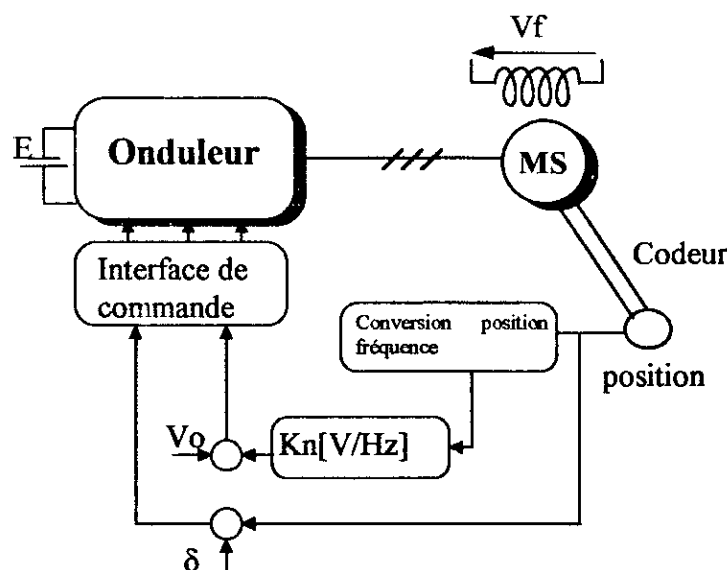 Vf
E
Onduleur
MS
Interface de
commande
Codeur
Conversion position
fréquence
position
Vo
Kn[V/Hz]
δ